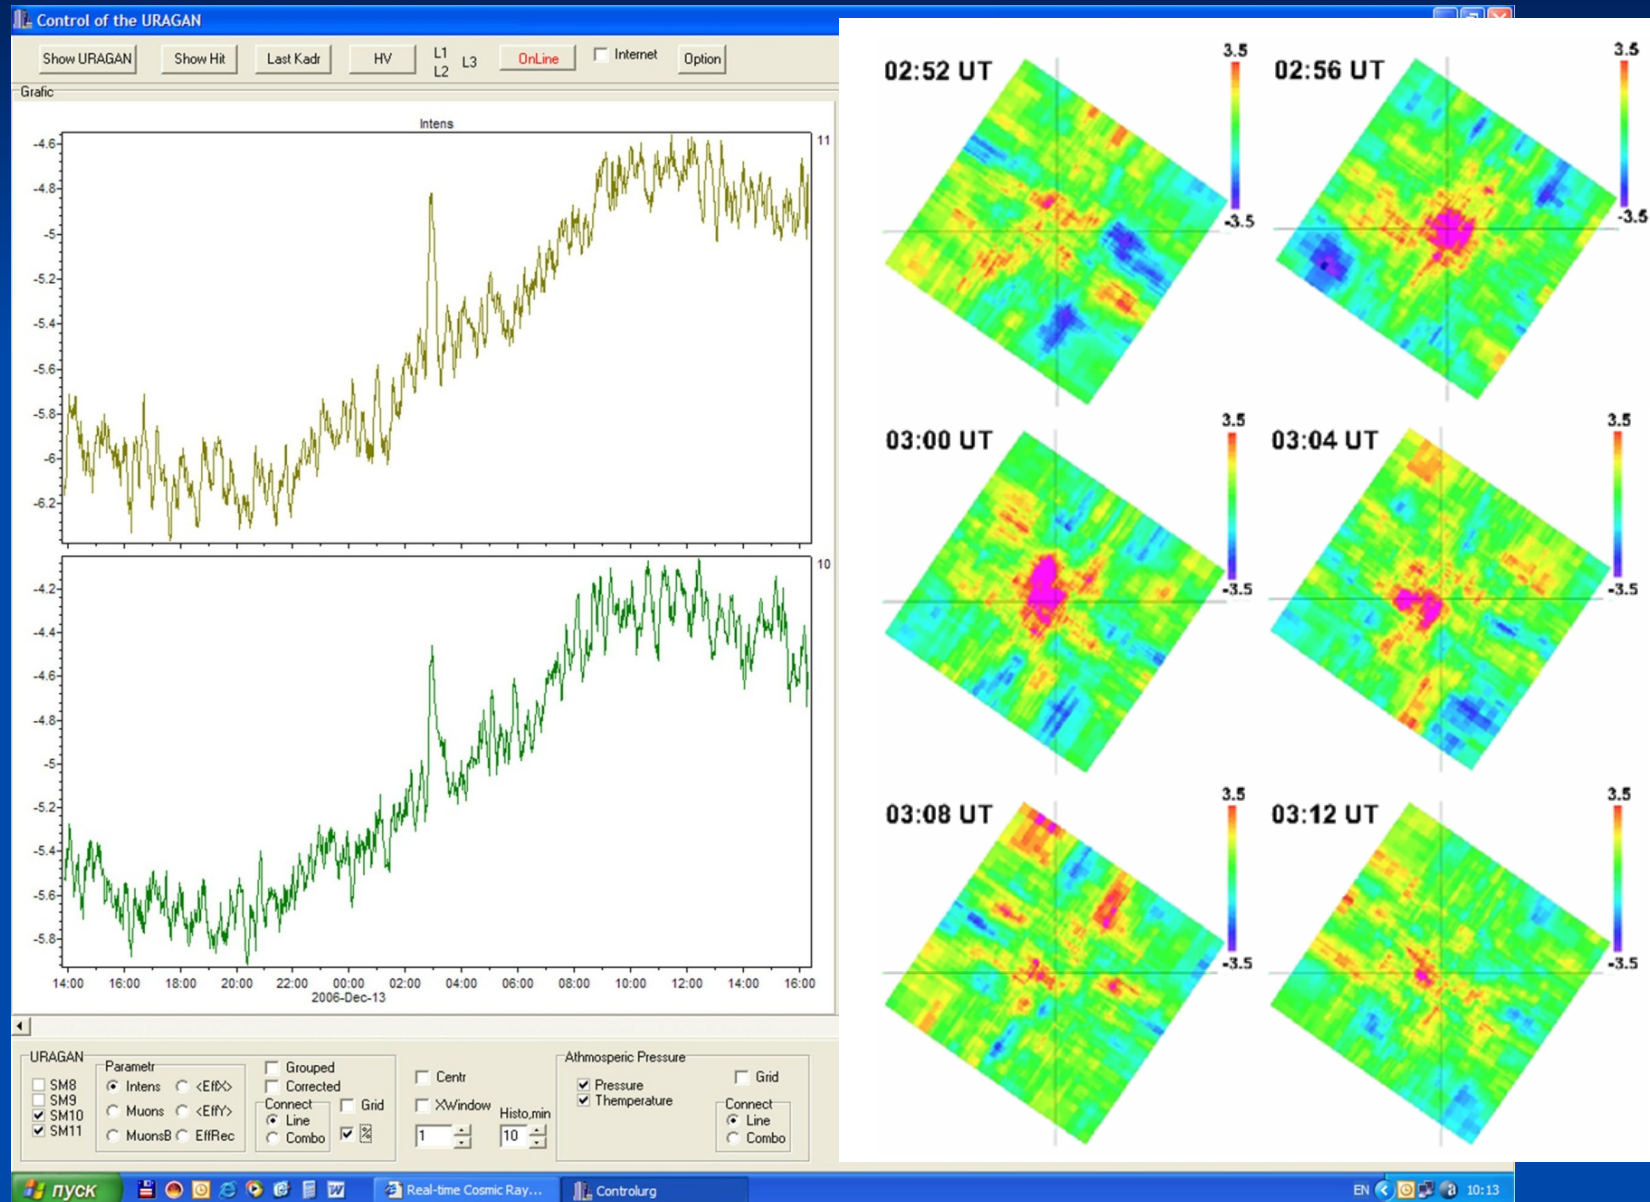 Control of the URAGAN
Show URAGAN Show Hit Last Kadr HV L1 L2 L3 OnLine Internet Option
Grafic
Intens
11
-4.6
-4.8
-5
-5.2
-5.4
-5.6
-5.8
-6
-6.2
10
-4.2
-4.4
-4.6
-4.8
-5
-5.2
-5.4
-5.6
-5.8
14:00 16:00 18:00 20:00 22:00 00:00 02:00 04:00 06:00 08:00 10:00 12:00 14:00 16:00
2006-Dec-13
URAGAN
SM8
SM9
SM10
SM11
Parametr
Intens <EffX>
Muons <EffY>
MuonsB EffRec
Grouped
Corrected
Connect
Line
Combo
Grid
%
Centr
XWindow
1
Histo,min
10
Athmosperic Pressure
Pressure
Themperature
Grid
Connect
Line
Combo
02:52 UT
3.5
-3.5
02:56 UT
3.5
-3.5
03:00 UT
3.5
-3.5
03:04 UT
3.5
-3.5
03:08 UT
3.5
-3.5
03:12 UT
3.5
-3.5
пуск
Real-time Cosmic Ray...
Controlurg
EN
10:13